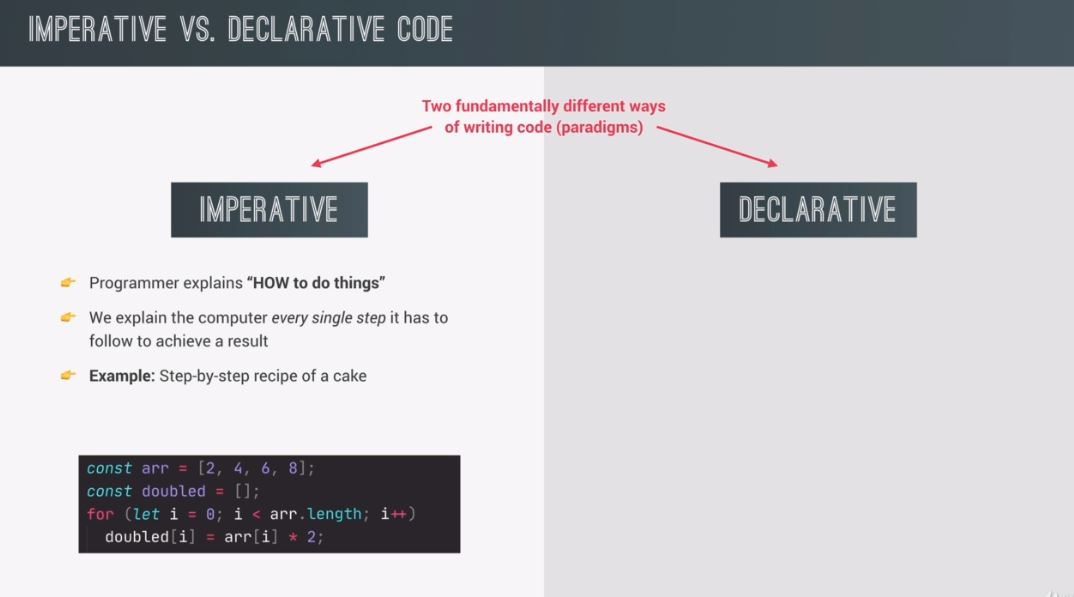 IMPERATIVE VS. DECLARATIVE CODE
Two fundamentally different ways
of writing code (paradigms)
IMPERATIVE
Programmer explains “HOW to do things”
We explain the computer every single step it has to
follow to achieve a result
Example: Step-by-step recipe of a cake
const arr = [2, 4, 6, 8];
const doubled = [];
for (let i = 0; i < arr.length; i++)
  doubled[i] = arr[i] * 2;
DECLARATIVE